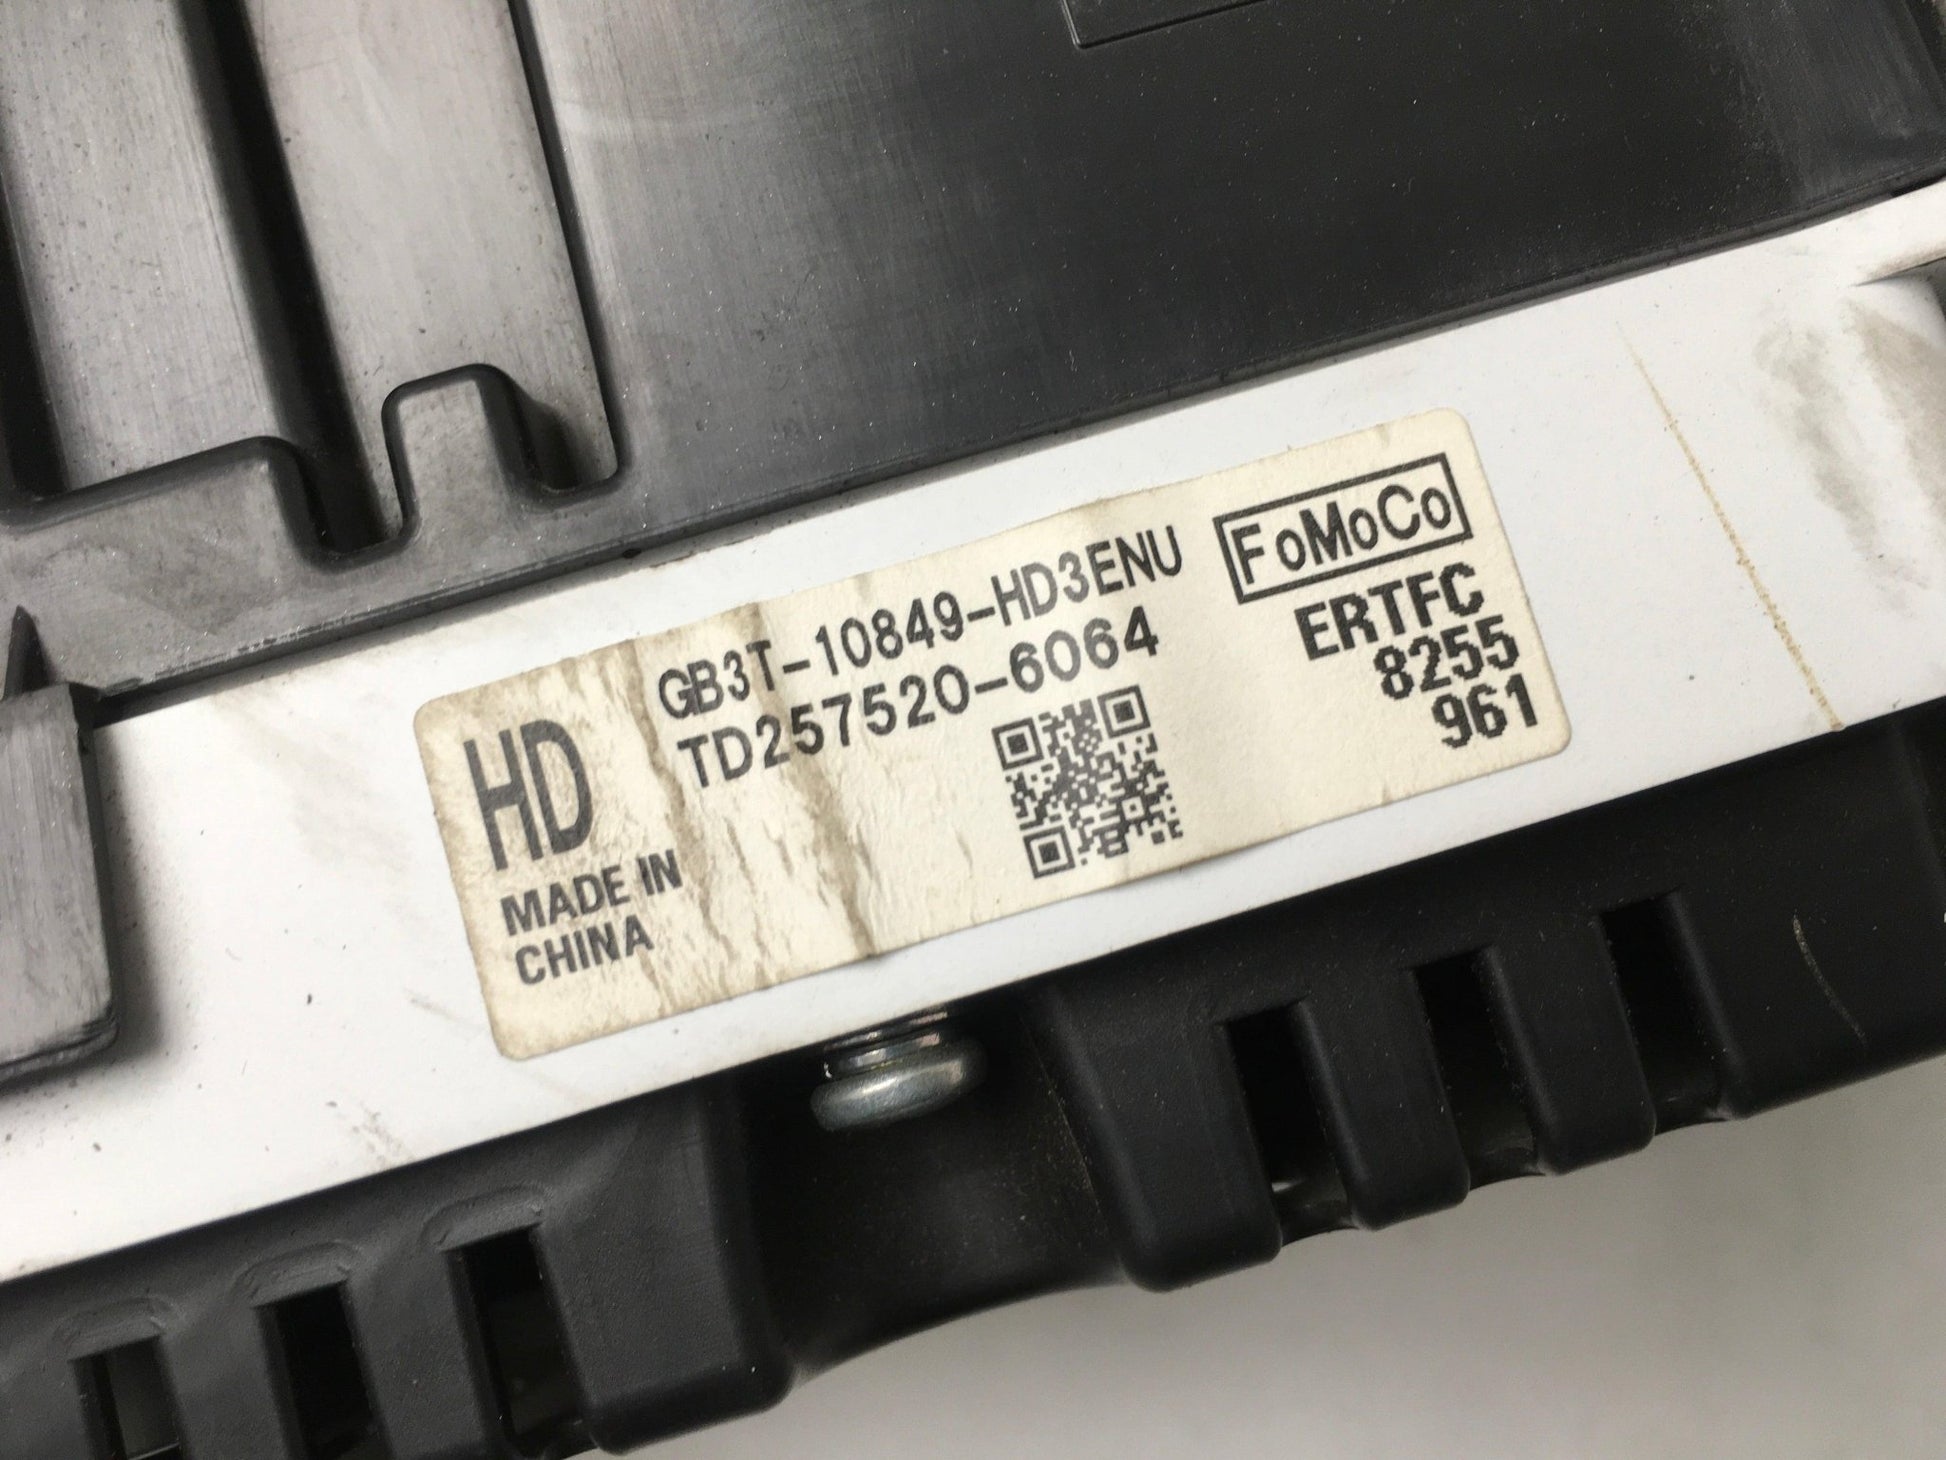 GB3T-10849-HD3ENU
TD257520-6064
FoMoCo
ERTFC
8255
961
HD
MADE IN
CHINA